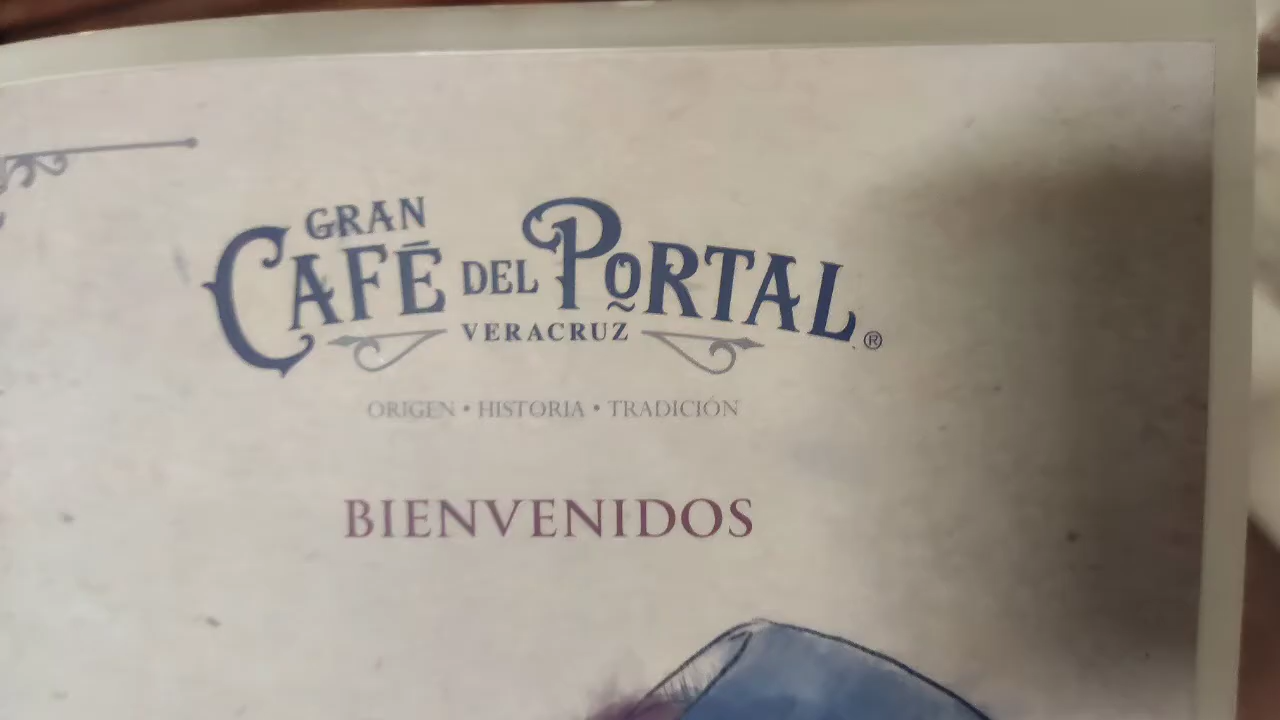 GRAN
CAFÉ DEL PORTAL
VERACRUZ
®
ORIGEN • HISTORIA • TRADICIÓN
BIENVENIDOS